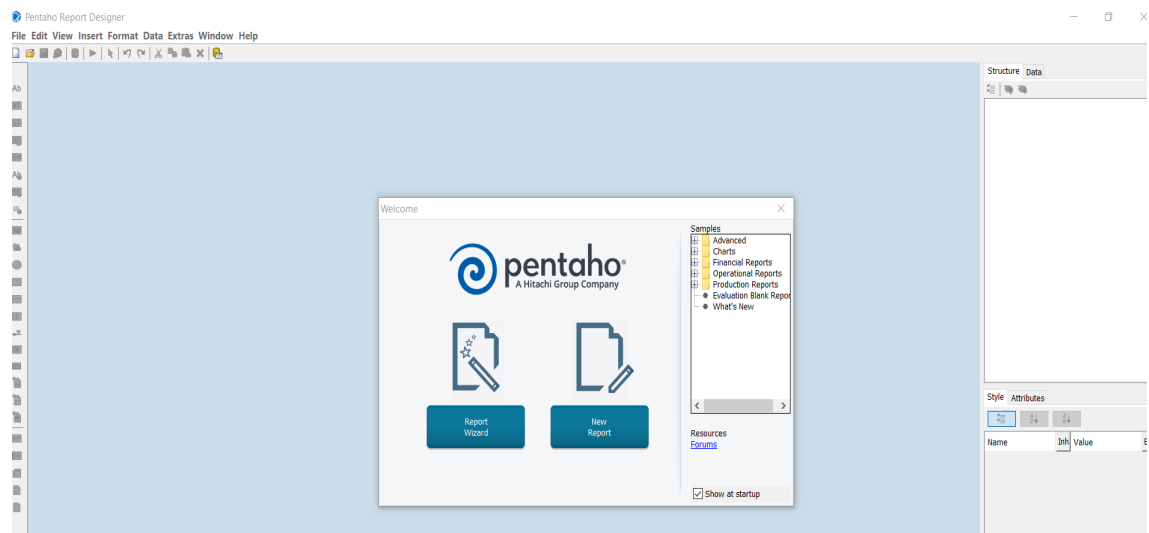 Pentaho Report Designer
File Edit View Insert Format Data Extras Window Help
Structure Data
Ab
Welcome
Samples
Advanced
Charts
Financial Reports
Operational Reports
Production Reports
Evaluation Blank Repor
What's New
pentaho®
A Hitachi Group Company
Report
Wizard
New
Report
Resources
Forums
Show at startup
Style Attributes
Name Inh Value E